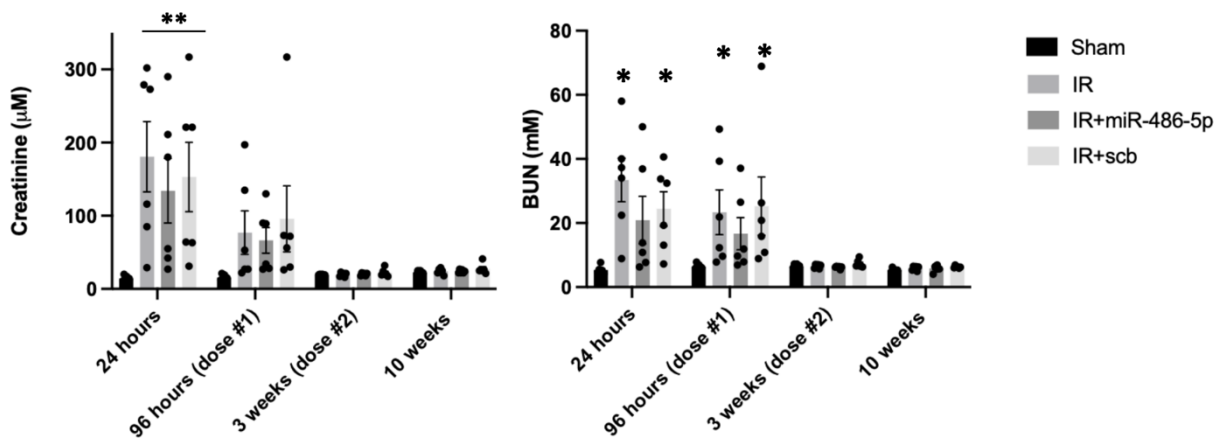 **
Creatinine (μM)
300
200
100
0
24 hours
96 hours (dose #1)
3 weeks (dose #2)
10 weeks
*
*
*
*
BUN (mM)
80
60
40
20
0
24 hours
96 hours (dose #1)
3 weeks (dose #2)
10 weeks
Sham
IR
IR+miR-486-5p
IR+scb